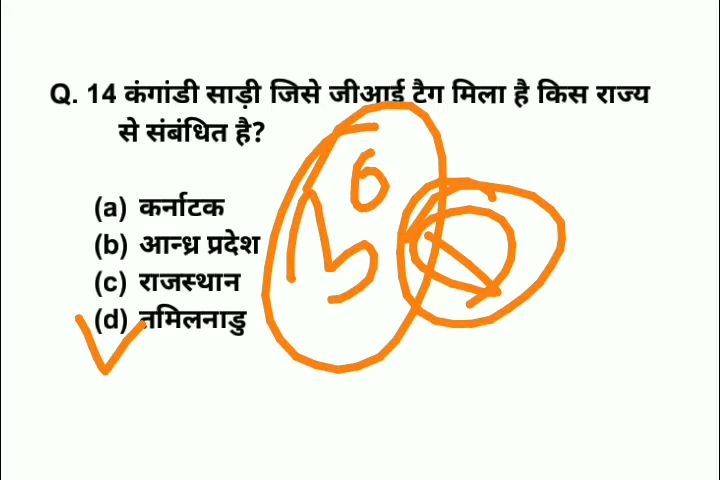 Q. 14 कंगांडी साड़ी जिसे जीआई टैग मिला है किस राज्य
से संबंधित है?
(a) कर्नाटक
(b) आन्ध्र प्रदेश
(c) राजस्थान
(d) तमिलनाडु